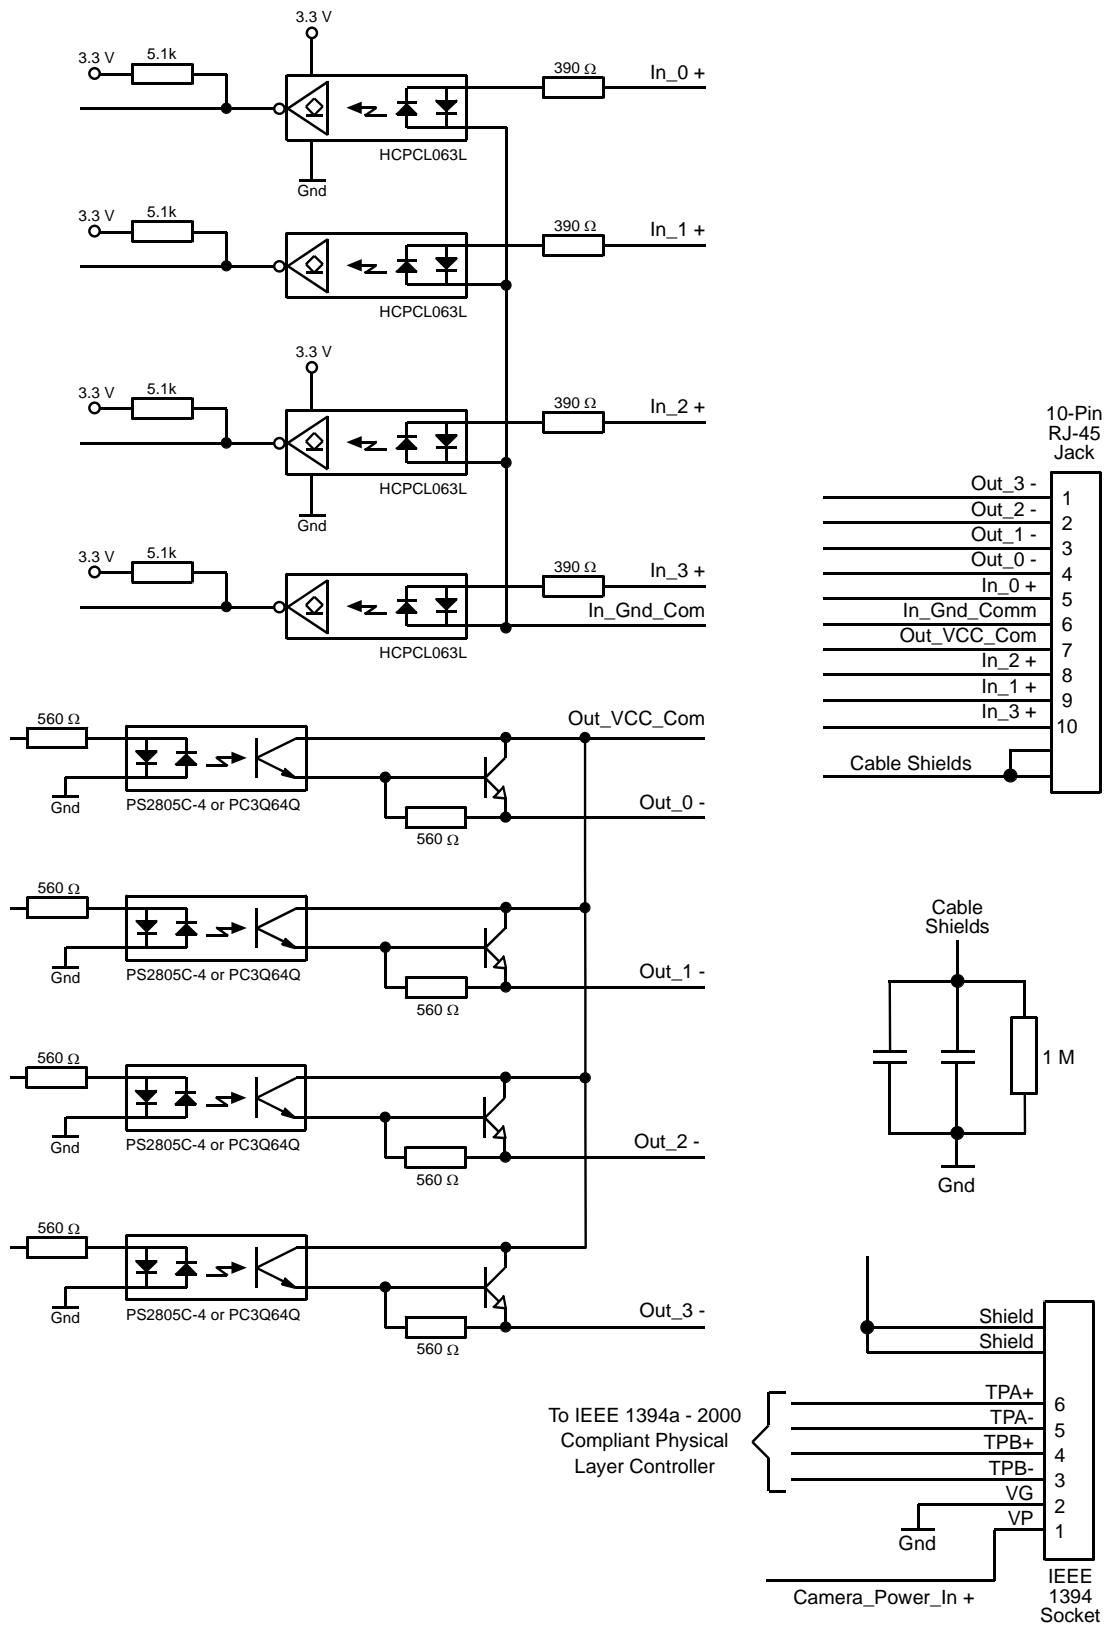 3.3 V
3.3 V
5.1k
390 Ω
In_0 +
HCPCL063L
Gnd
3.3 V
5.1k
390 Ω
In_1 +
HCPCL063L
3.3 V
3.3 V
5.1k
390 Ω
In_2 +
HCPCL063L
Gnd
3.3 V
5.1k
390 Ω
In_3 +
In_Gnd_Com
HCPCL063L
560 Ω
Out_VCC_Com
Gnd
PS2805C-4 or PC3Q64Q
Out_0 -
560 Ω
560 Ω
Gnd
PS2805C-4 or PC3Q64Q
Out_1 -
560 Ω
560 Ω
Gnd
PS2805C-4 or PC3Q64Q
Out_2 -
560 Ω
560 Ω
Gnd
PS2805C-4 or PC3Q64Q
Out_3 -
560 Ω
10-Pin
RJ-45
Jack
Out_3 - 1
Out_2 - 2
Out_1 - 3
Out_0 - 4
In_0 + 5
In_Gnd_Comm 6
Out_VCC_Com 7
In_2 + 8
In_1 + 9
In_3 + 10
Cable Shields
Cable
Shields
1 M
Gnd
Shield
Shield
To IEEE 1394a - 2000
Compliant Physical
Layer Controller
TPA+ 6
TPA- 5
TPB+ 4
TPB- 3
VG 2
VP 1
Gnd
Camera_Power_In +
IEEE
1394
Socket